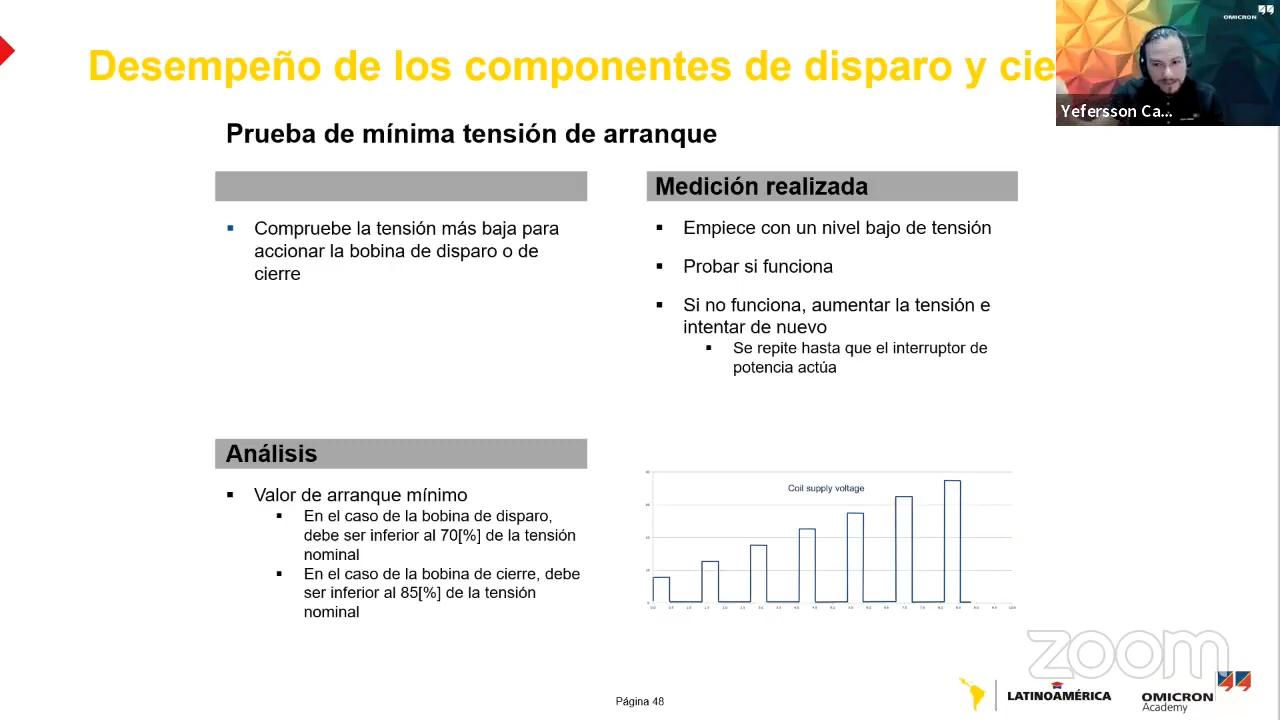 Desempeño de los componentes de disparo y cie
OMICRON
Yefersson Ca...
Prueba de mínima tensión de arranque
Compruebe la tensión más baja para
accionar la bobina de disparo o de
cierre
Medición realizada
Empiece con un nivel bajo de tensión
Probar si funciona
Si no funciona, aumentar la tensión e
intentar de nuevo
Se repite hasta que el interruptor de
potencia actúa
Análisis
Valor de arranque mínimo
En el caso de la bobina de disparo,
debe ser inferior al 70[%] de la tensión
nominal
En el caso de la bobina de cierre, debe
ser inferior al 85[%] de la tensión
nominal
Coil supply voltage
zoom
Página 48
LATINOAMÉRICA
OMICRON
Academy